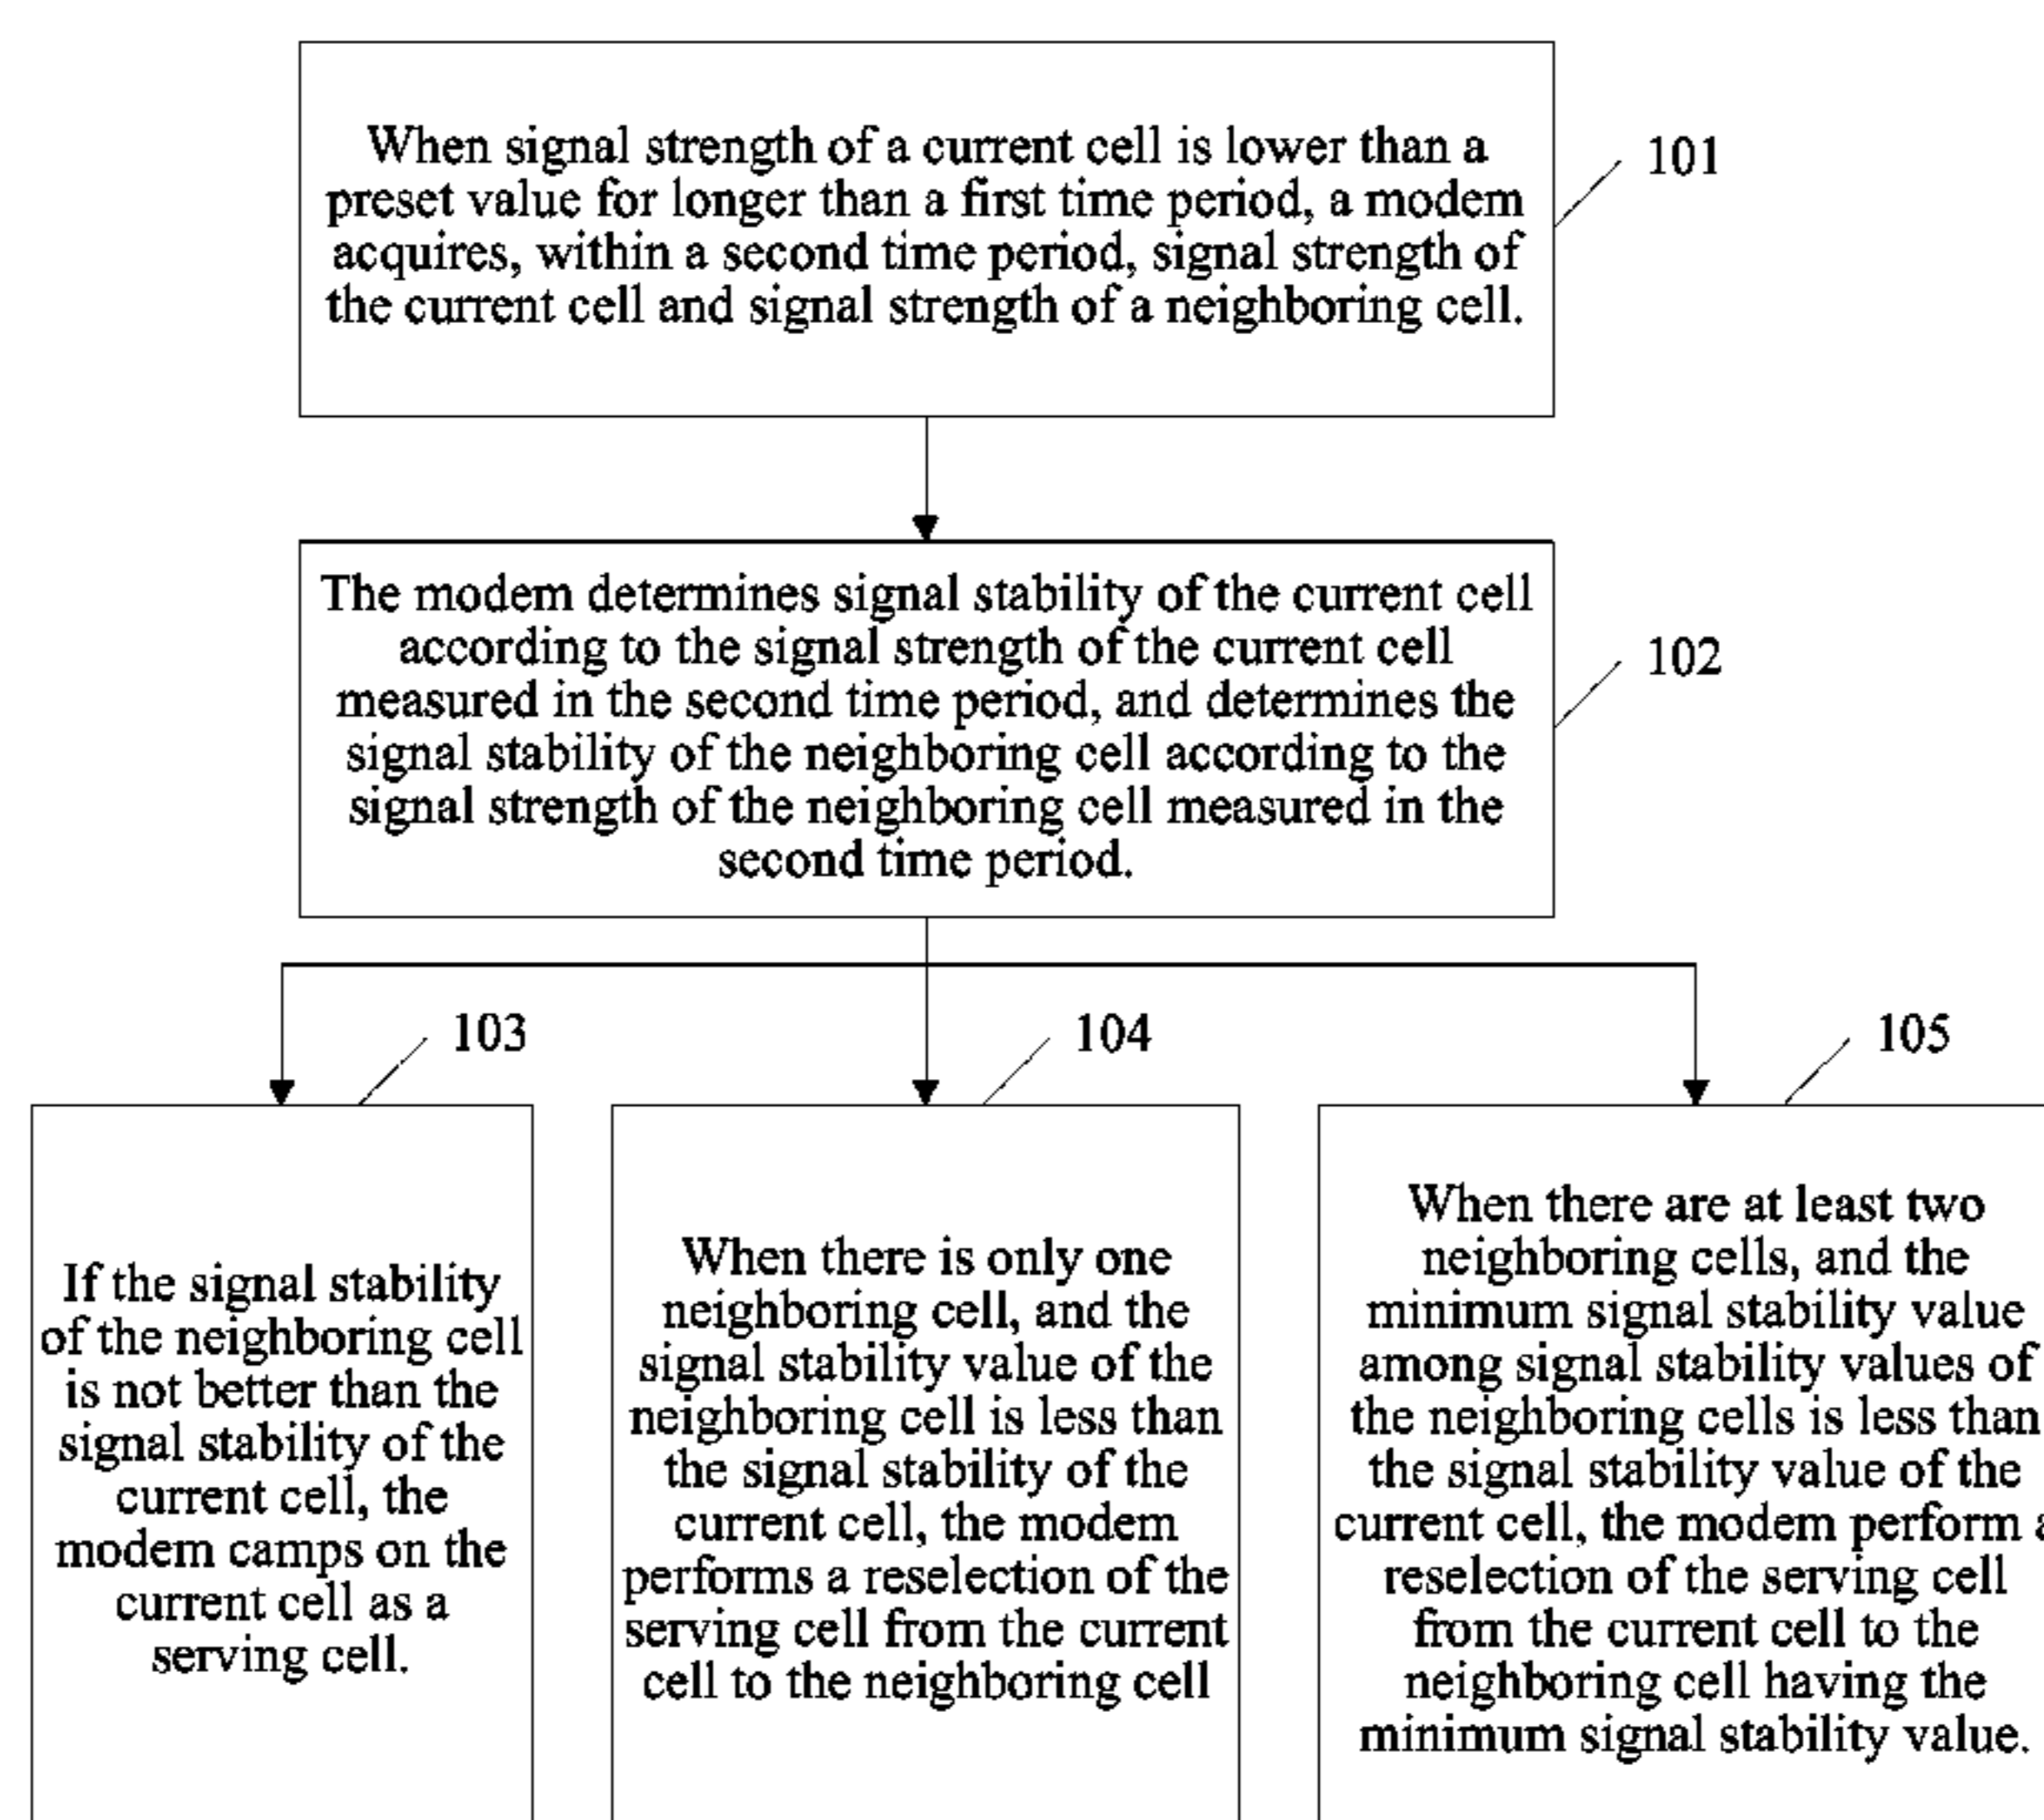 When signal strength of a current cell is lower than a
preset value for longer than a first time period, a modem
acquires, within a second time period, signal strength of
the current cell and signal strength of a neighboring cell.
101
The modem determines signal stability of the current cell
according to the signal strength of the current cell
measured in the second time period, and determines the
signal stability of the neighboring cell according to the
signal strength of the neighboring cell measured in the
second time period.
102
103
If the signal stability
of the neighboring cell
is not better than the
signal stability of the
current cell, the
modem camps on the
current cell as a
serving cell.
104
When there is only one
neighboring cell, and the
signal stability value of the
neighboring cell is less than
the signal stability of the
current cell, the modem
performs a reselection of the
serving cell from the current
cell to the neighboring cell
105
When there are at least two
neighboring cells, and the
minimum signal stability value
among signal stability values of
the neighboring cells is less than
the signal stability value of the
current cell, the modem perform a
reselection of the serving cell
from the current cell to the
neighboring cell having the
minimum signal stability value.